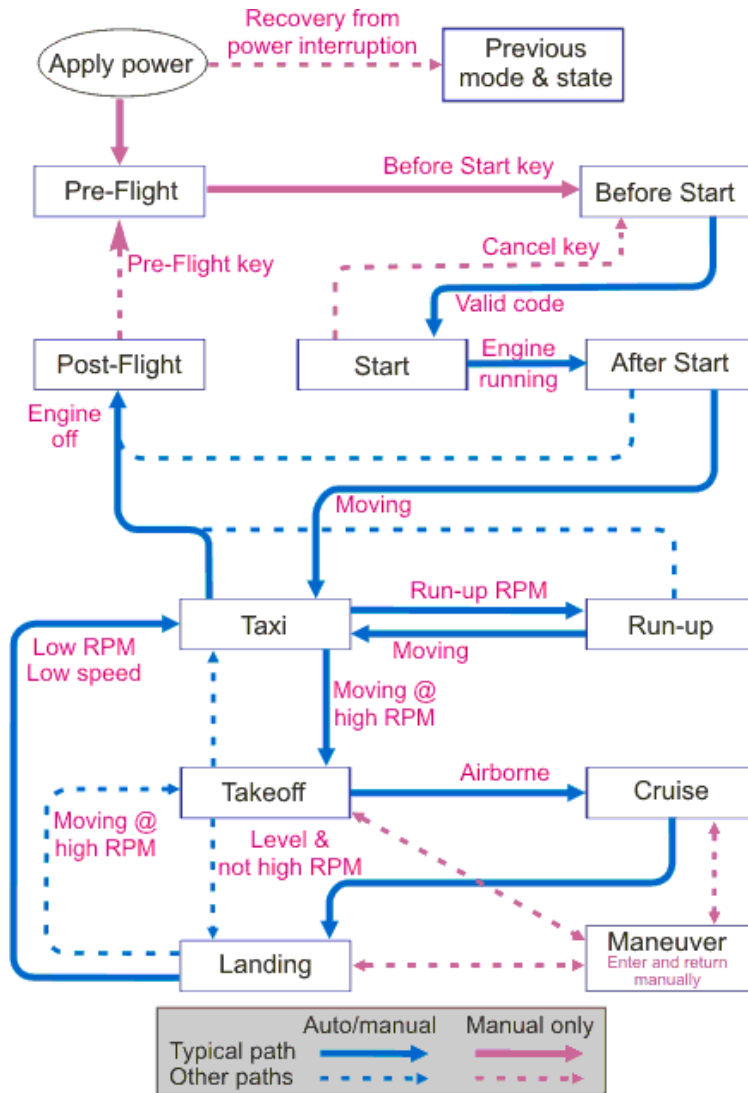 Recovery from
power interruption
Apply power
Previous
mode & state
Pre-Flight
Before Start key
Before Start
Pre-Flight key
Cancel key
Valid code
Post-Flight
Start
Engine
running
After Start
Engine
off
Moving
Taxi
Run-up RPM
Run-up
Moving
Low RPM
Low speed
Moving @
high RPM
Takeoff
Airborne
Cruise
Moving @
high RPM
Level &
not high RPM
Landing
Maneuver
Enter and return
manually
Auto/manual
Manual only
Typical path
Other paths